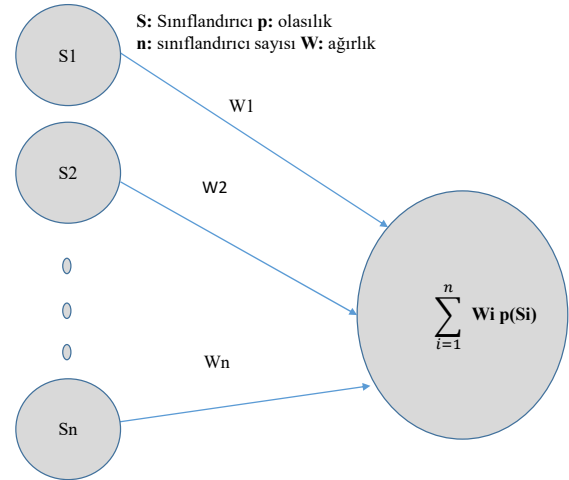 S: Sınıflandırıcı p: olasılık
n: sınıflandırıcı sayısı W: ağırlık
S1
W1
S2
W2
n
∑ Wi p(Si)
i=1
Wn
Sn